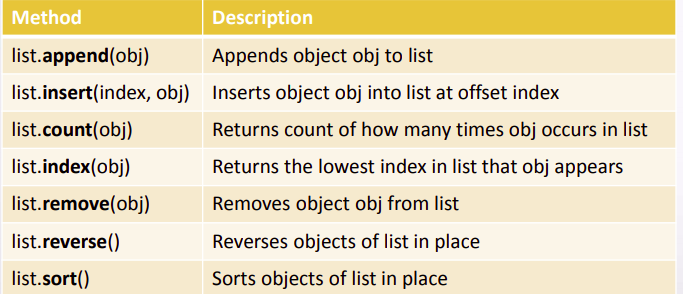 Method Description
list.append(obj) Appends object obj to list
list.insert(index, obj) Inserts object obj into list at offset index
list.count(obj) Returns count of how many times obj occurs in list
list.index(obj) Returns the lowest index in list that obj appears
list.remove(obj) Removes object obj from list
list.reverse() Reverses objects of list in place
list.sort() Sorts objects of list in place